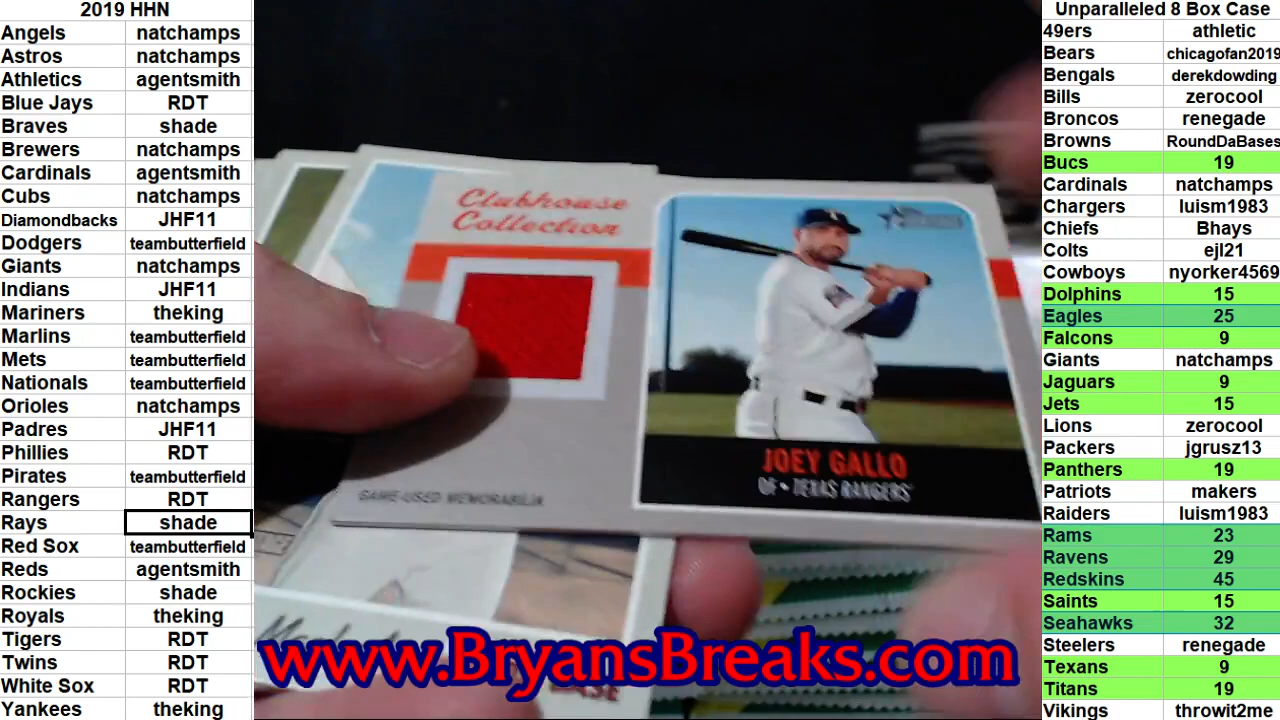 2019 HHN
Angels natchamps
Astros natchamps
Athletics agentsmith
Blue Jays RDT
Braves shade
Brewers natchamps
Cardinals agentsmith
Cubs natchamps
Diamondbacks JHF11
Dodgers teambutterfield
Giants natchamps
Indians JHF11
Mariners theking
Marlins teambutterfield
Mets teambutterfield
Nationals teambutterfield
Orioles natchamps
Padres JHF11
Phillies RDT
Pirates teambutterfield
Rangers RDT
Rays shade
Red Sox teambutterfield
Reds agentsmith
Rockies shade
Royals theking
Tigers RDT
Twins RDT
White Sox RDT
Yankees theking
Clubhouse
Collection
Heritage
JOEY GALLO
OF • TEXAS RANGERS
GAME-USED MEMORABILIA
www.BryansBreaks.com
BASE
Unparalleled 8 Box Case
49ers athletic
Bears chicagofan2019
Bengals derekdowding
Bills zerocool
Broncos renegade
Browns RoundDaBases
Bucs 19
Cardinals natchamps
Chargers luism1983
Chiefs Bhays
Colts ejl21
Cowboys nyorker4569
Dolphins 15
Eagles 25
Falcons 9
Giants natchamps
Jaguars 9
Jets 15
Lions zerocool
Packers jgrusz13
Panthers 19
Patriots makers
Raiders luism1983
Rams 23
Ravens 29
Redskins 45
Saints 15
Seahawks 32
Steelers renegade
Texans 9
Titans 19
Vikings throwit2me